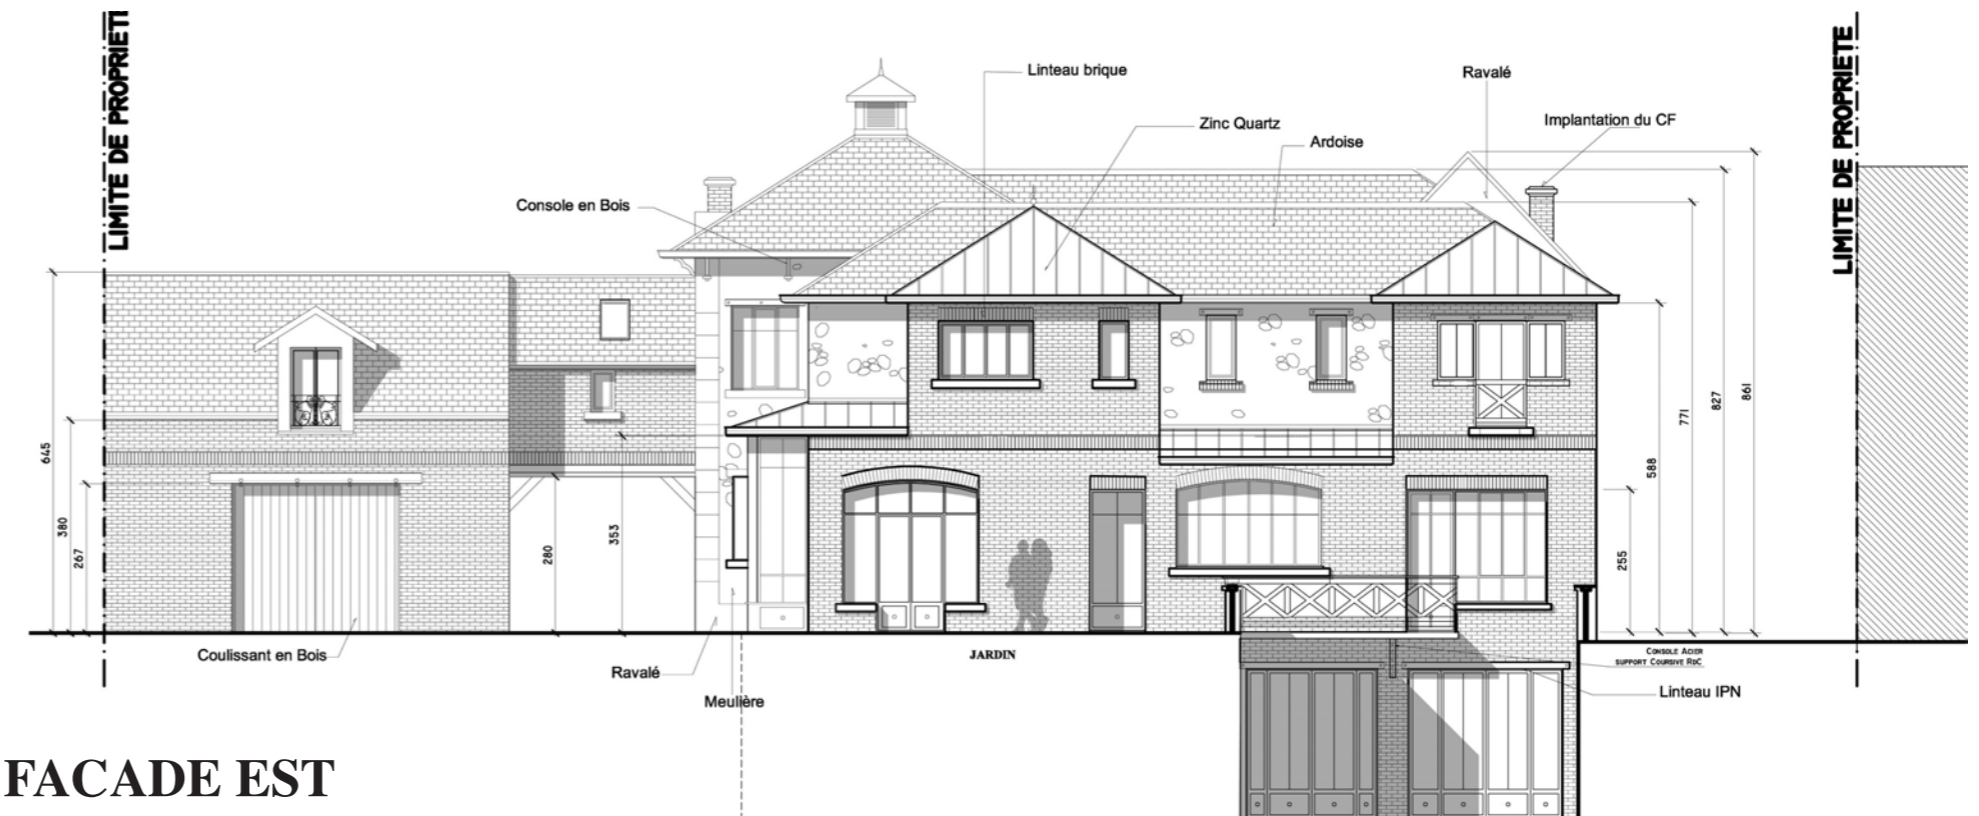 LIMITE DE PROPRIETE
LIMITE DE PROPRIETE
Linteau brique
Ravalé
Zinc Quartz
Implantation du CF
Ardoise
Console en Bois
645
380
267
280
353
255
588
771
827
861
Coulissant en Bois
Ravalé
Meulière
JARDIN
CONSOLE ACIER
SUPPORT COURSIVE RDC
Linteau IPN
FACADE EST